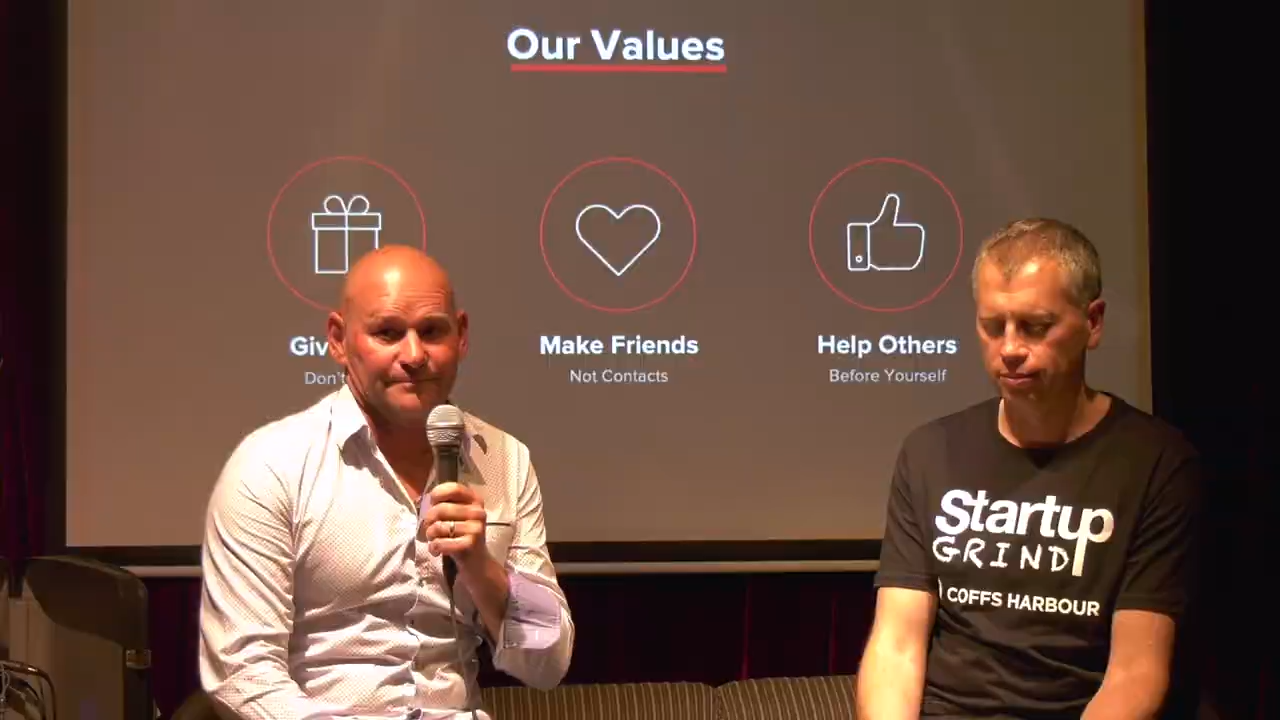 Our Values
Make Friends
Help Others
Not Contacts
Before Yourself
Startup
GRIND
COFFS HARBOUR